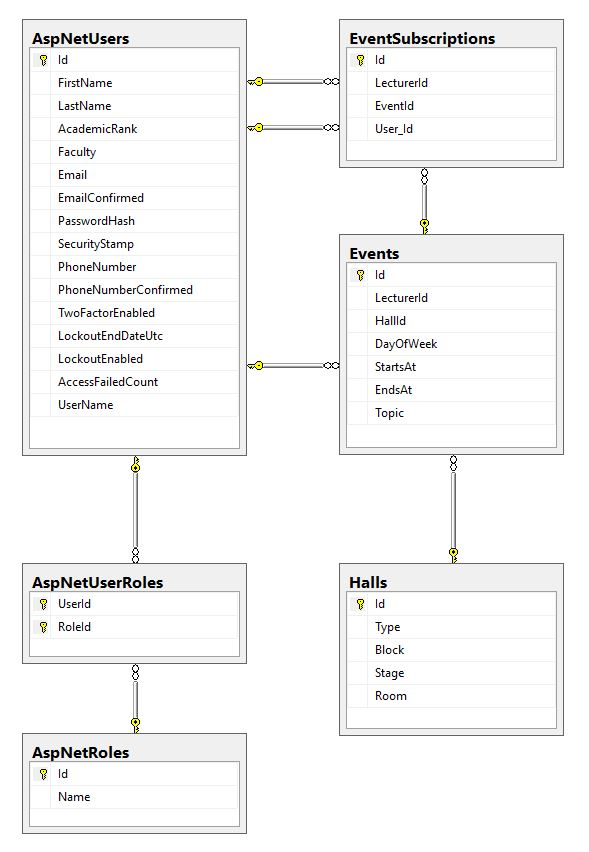 AspNetUsers
Id
FirstName
LastName
AcademicRank
Faculty
Email
EmailConfirmed
PasswordHash
SecurityStamp
PhoneNumber
PhoneNumberConfirmed
TwoFactorEnabled
LockoutEndDateUtc
LockoutEnabled
AccessFailedCount
UserName
EventSubscriptions
Id
LecturerId
EventId
User_Id
Events
Id
LecturerId
HallId
DayOfWeek
StartsAt
EndsAt
Topic
AspNetUserRoles
UserId
RoleId
Halls
Id
Type
Block
Stage
Room
AspNetRoles
Id
Name